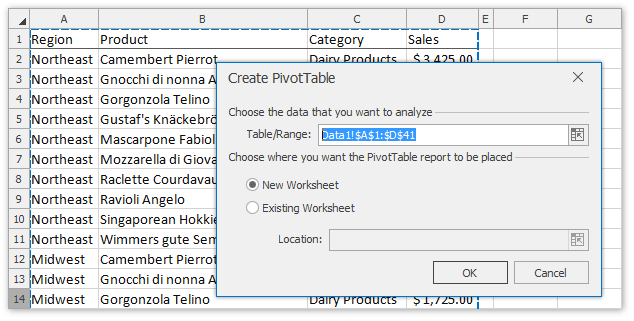 A B C D E F G
1 Region Product Category Sales
2 Northeast Camembert Pierrot Dairy Products $ 3,425.00
3 Northeast Gnocchi di nonna A
4 Northeast Gorgonzola Telino
5 Northeast Gustaf's Knäckebrö
6 Northeast Mascarpone Fabiol
7 Northeast Mozzarella di Giova
8 Northeast Raclette Courdavau
9 Northeast Ravioli Angelo
10 Northeast Singaporean Hokkie
11 Northeast Wimmers gute Sem
12 Midwest Camembert Pierrot
13 Midwest Gnocchi di nonna A
14 Midwest Gorgonzola Telino Dairy Products $ 1,725.00
Create PivotTable
Choose the data that you want to analyze
Table/Range: Data1!$A$1:$D$41
Choose where you want the PivotTable report to be placed
New Worksheet
Existing Worksheet
Location:
OK Cancel